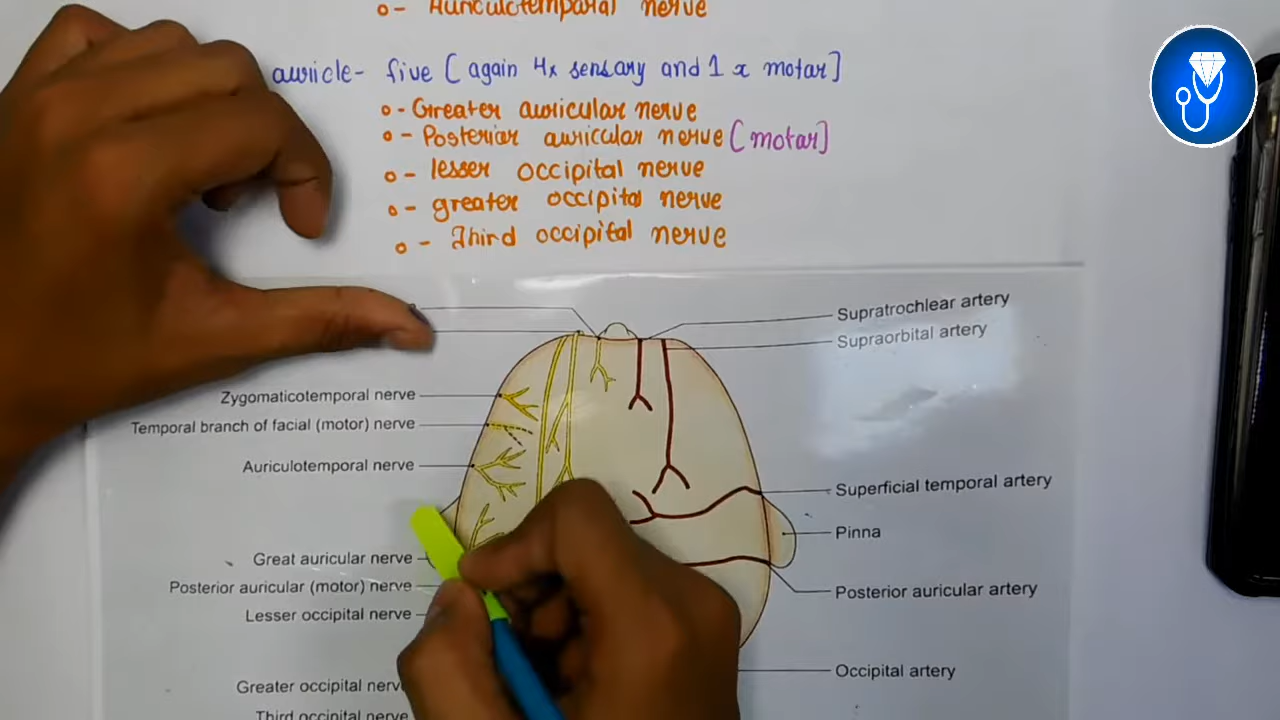 o- Auriculotemporal nerve
auricle- five [again 4x sensary and 1 x motar]
o- Greater auricular nerve
o- Posteriar auricular nerve [motar]
o- lesser occipital nerve
o- greater occipital nerve
o- Third occipital nerve
Supratrochlear artery
Supraorbital artery
Zygomaticotemporal nerve
Temporal branch of facial (motor) nerve
Auriculotemporal nerve
Superficial temporal artery
Pinna
Great auricular nerve
Posterior auricular (motor) nerve
Posterior auricular artery
Lesser occipital nerve
Occipital artery
Greater occipital nerve
Third occipital nerve